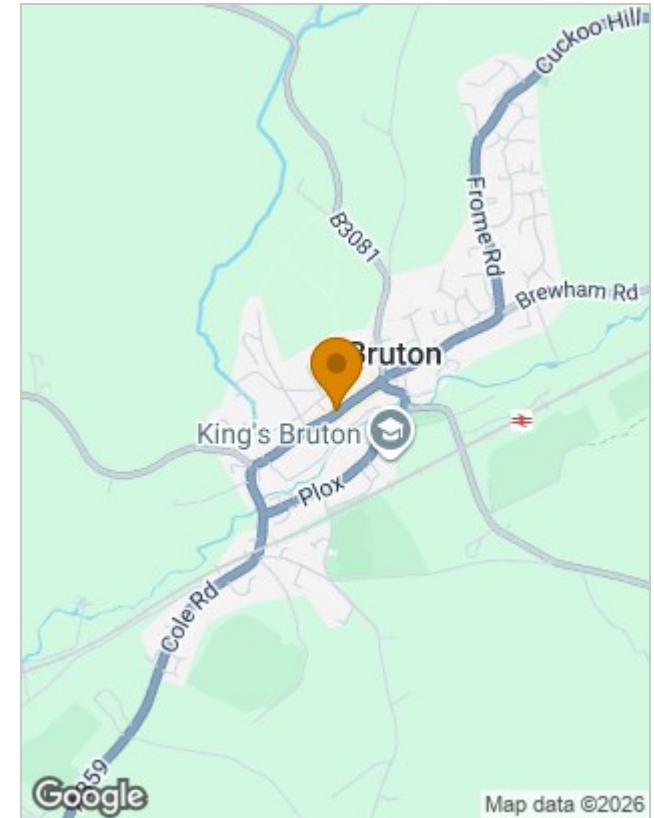 Cuckoo Hill
Frome Rd
B3081
Brewham Rd
Bruton
King's Bruton
Plox
Cole Rd
Google
Map data ©2026